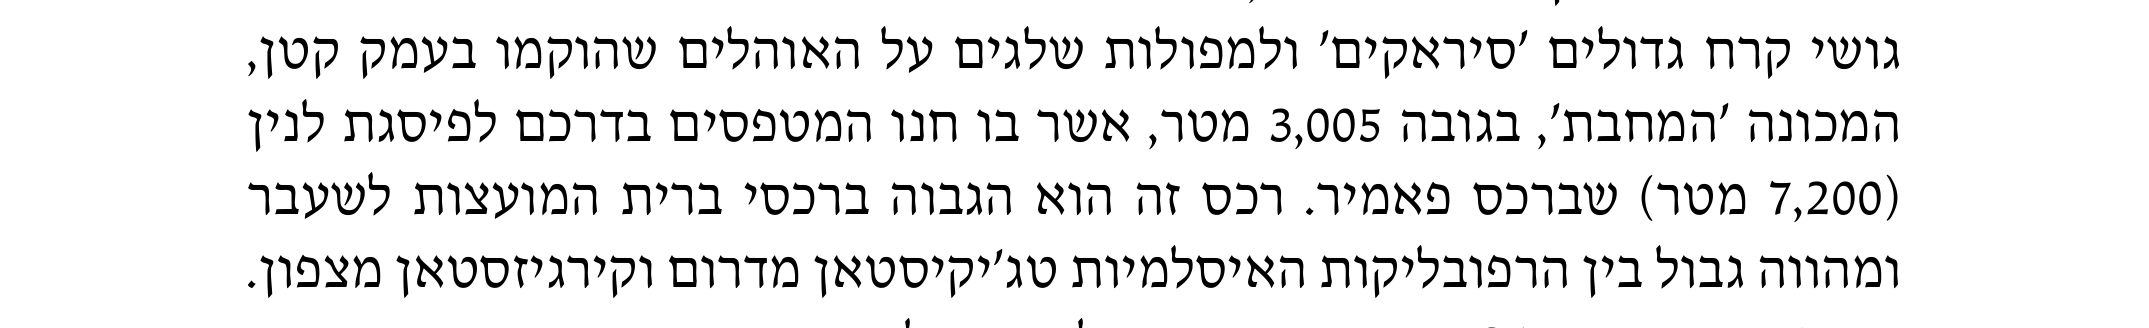 גושי קרח גדולים 'סיראקים' ולמפולות שלגים על האוהלים שהוקמו בעמק קטן,
המכונה 'המחבת', בגובה 3,005 מטר, אשר בו חנו המטפסים בדרכם לפיסגת לנין
(7,200 מטר) שברכס פאמיר. רכס זה הוא הגבוה ברכסי ברית המועצות לשעבר
ומהווה גבול בין הרפובליקות האיסלמיות טג'יקיסטאן מדרום וקירגיזסטאן מצפון.